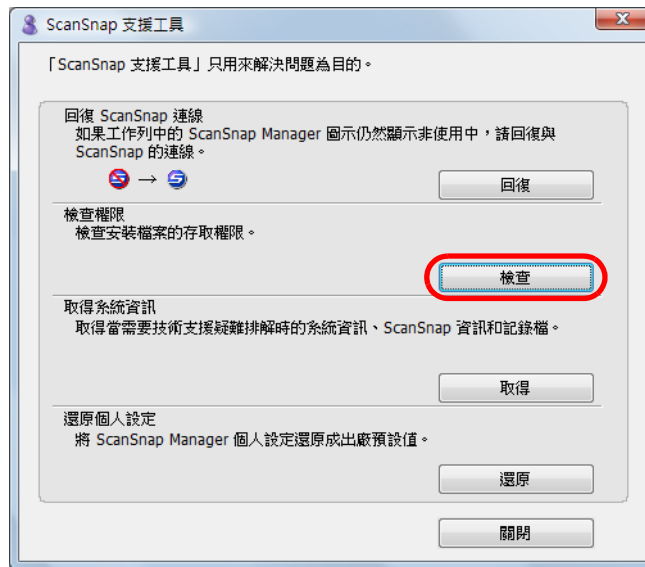 ScanSnap 支援工具
「ScanSnap 支援工具」只用來解決問題為目的。
回復 ScanSnap 連線
如果工作列中的 ScanSnap Manager 圖示仍然顯示非使用中，請回復與
ScanSnap 的連線。
→
回復
檢查權限
檢查安裝檔案的存取權限。
檢查
取得系統資訊
取得當需要技術支援疑難排解時的系統資訊、ScanSnap 資訊和記錄檔。
取得
還原個人設定
將 ScanSnap Manager 個人設定還原成出廠預設值。
還原
關閉